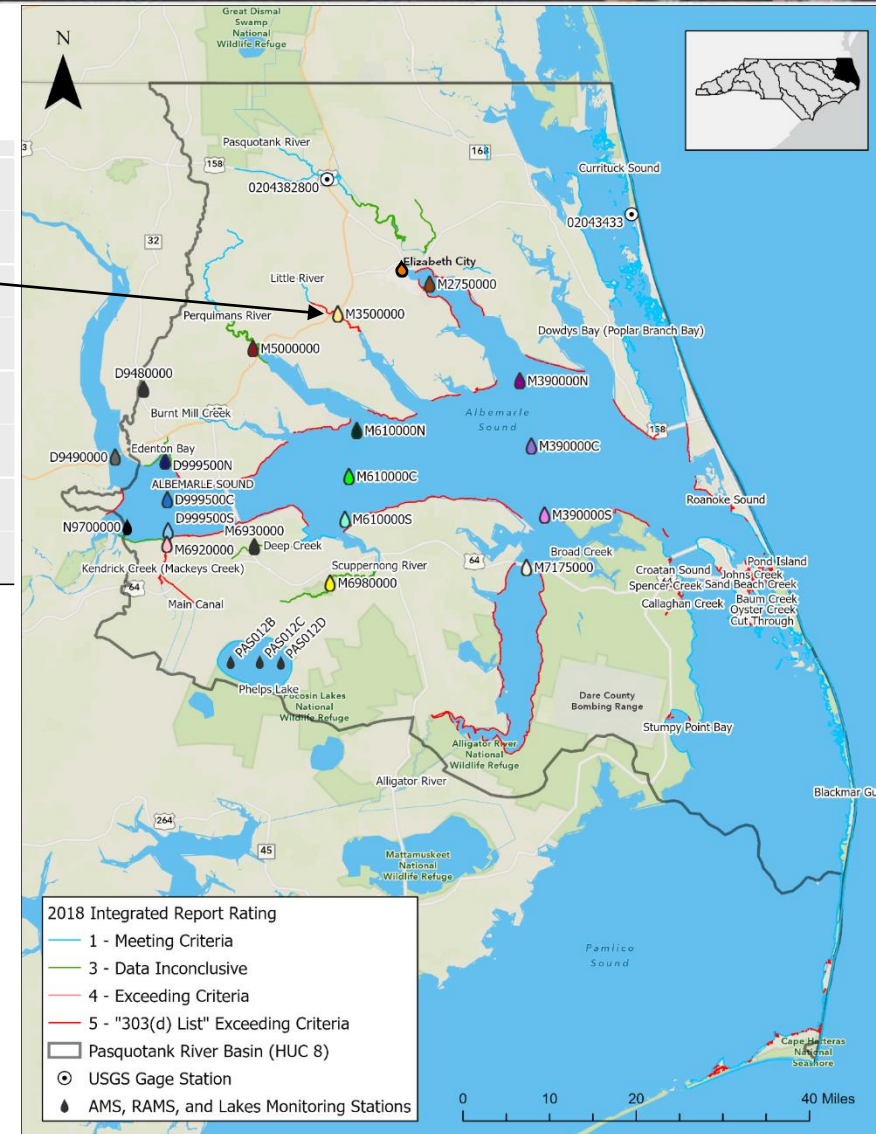 Great Dismal
Swamp
National
Wildlife Refuge
N
3
158
Pasquotank River
168
0204382800
Currituck Sound
02043433
32
Elizabeth City
M2750000
Little River
M3500000
Perquimans River
M5000000
Dowdys Bay (Poplar Branch Bay)
D9480000
M390000N
Burnt Mill Creek
Albemarle
Sound
M610000N
158
Edenton Bay
D9490000
D999500N
M390000C
M610000C
ALBEMARLE SOUND
D999500C
Roanoke Sound
D999500S
M610000S
M390000S
N9700000
M6930000
M6920000
Deep Creek
Broad Creek
64
Kendrick Creek (Mackeys Creek)
Scuppernong River
M7175000
Croatan Sound
Pond Island
64
M6980000
64
Spencer Creek
Johns Creek
Sand Beach Creek
Main Canal
Callaghan Creek
Baum Creek
Oyster Creek
Cut Through
PAS012B
PAS012C
PAS012D
Phelps Lake
Pocosin Lakes
National
Wildlife Refuge
Dare County
Bombing Range
Stumpy Point Bay
Alligator River
National
Wildlife Refuge
Alligator River
Blackmar Gu
264
45
Mattamuskeet
National
Wildlife Refuge
Pamlico
Sound
Cape Hatteras
National
Seashore
2018 Integrated Report Rating
1 - Meeting Criteria
3 - Data Inconclusive
4 - Exceeding Criteria
5 - "303(d) List" Exceeding Criteria
Pasquotank River Basin (HUC 8)
USGS Gage Station
AMS, RAMS, and Lakes Monitoring Stations
0 10 20 40 Miles